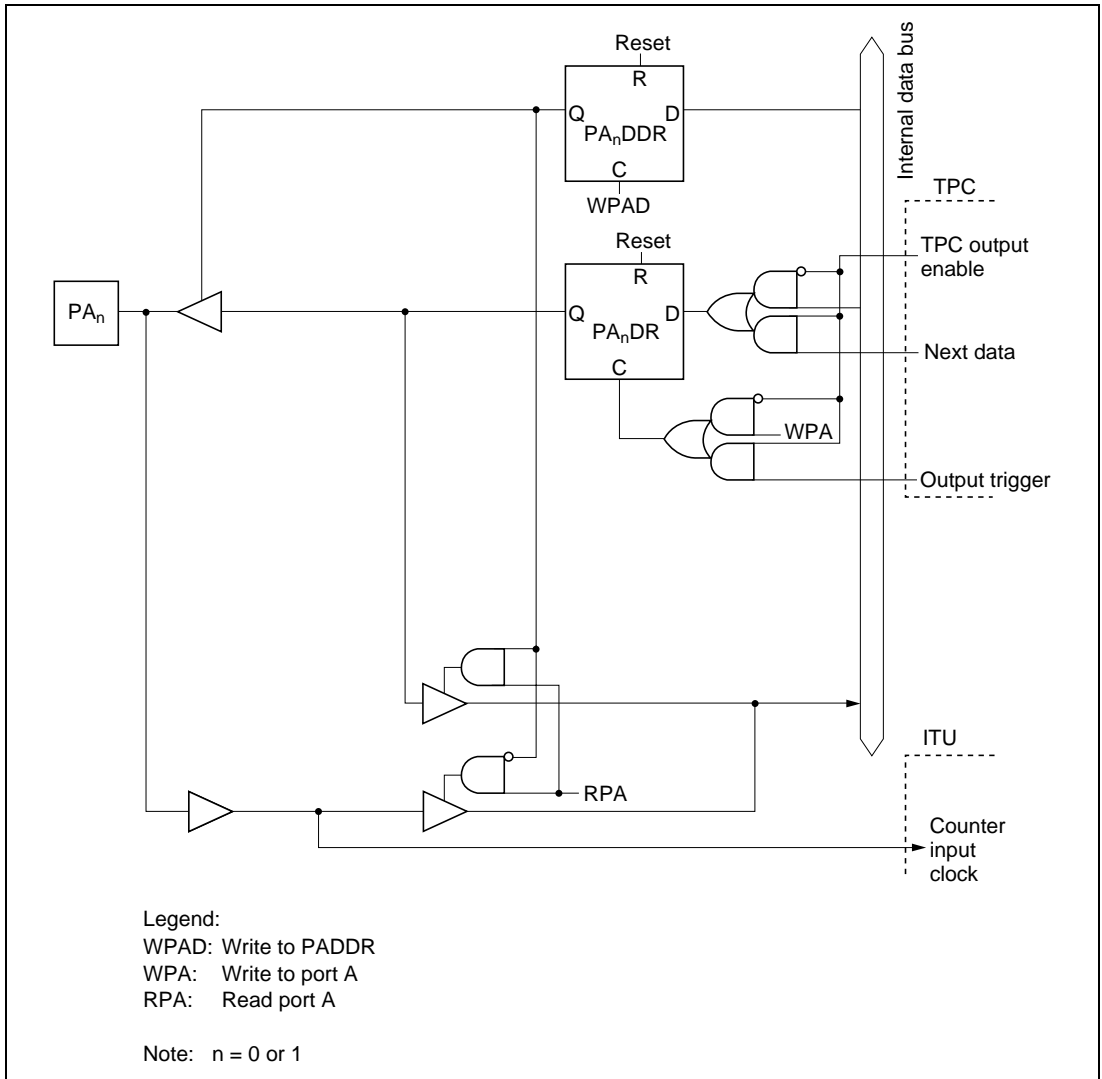 Reset
R
Q
D
PAnDDR
C
WPAD
Internal data bus
TPC
TPC output
enable
Reset
R
Q
D
PAnDR
C
PAn
Next data
WPA
Output trigger
RPA
ITU
Counter
input
clock
Legend:
WPAD: Write to PADDR
WPA: Write to port A
RPA: Read port A
Note: n = 0 or 1